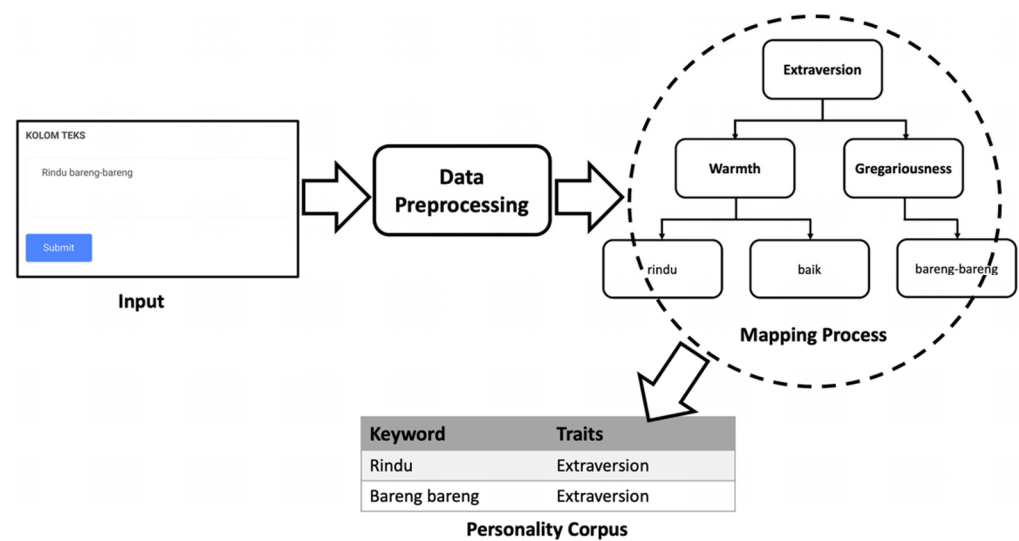 KOLOM TEKS
Rindu bareng-bareng
Submit
Input
Data
Preprocessing
Extraversion
Warmth
Gregariousness
rindu
baik
bareng-bareng
Mapping Process
Keyword Traits
Rindu Extraversion
Bareng bareng Extraversion
Personality Corpus